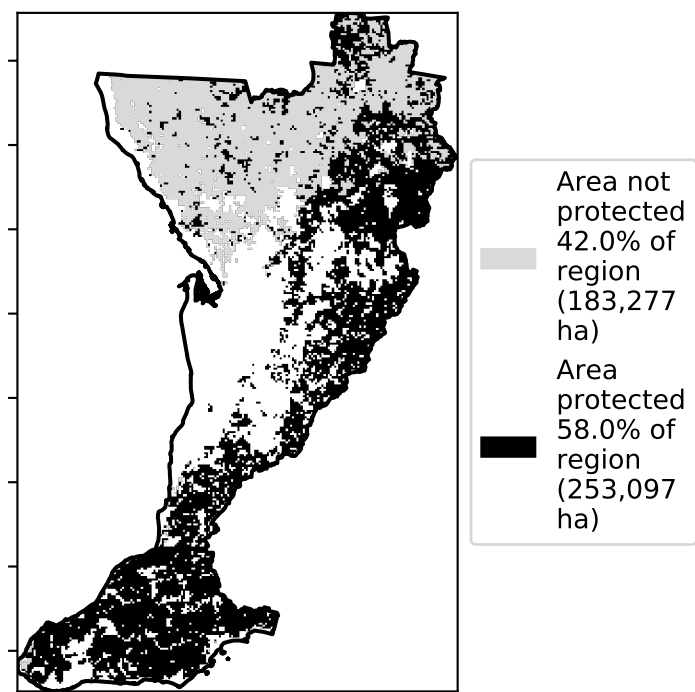 Area not
protected
42.0% of
region
(183,277
ha)
Area
protected
58.0% of
region
(253,097
ha)